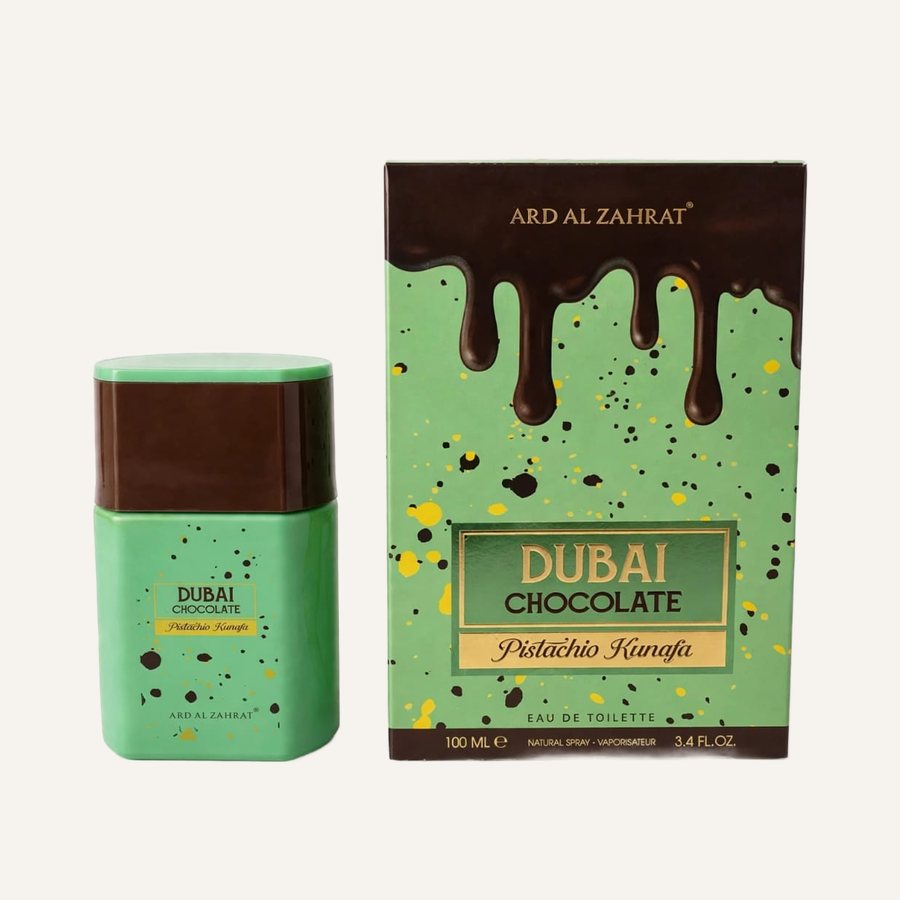 ARD AL ZAHRAT®
DUBAI
CHOCOLATE
Pistachio Kunafa
EAU DE TOILETTE
100 ML ℮ NATURAL SPRAY - VAPORISATEUR 3.4 FL.OZ.
DUBAI
CHOCOLATE
Pistachio Kunafa
ARD AL ZAHRAT®